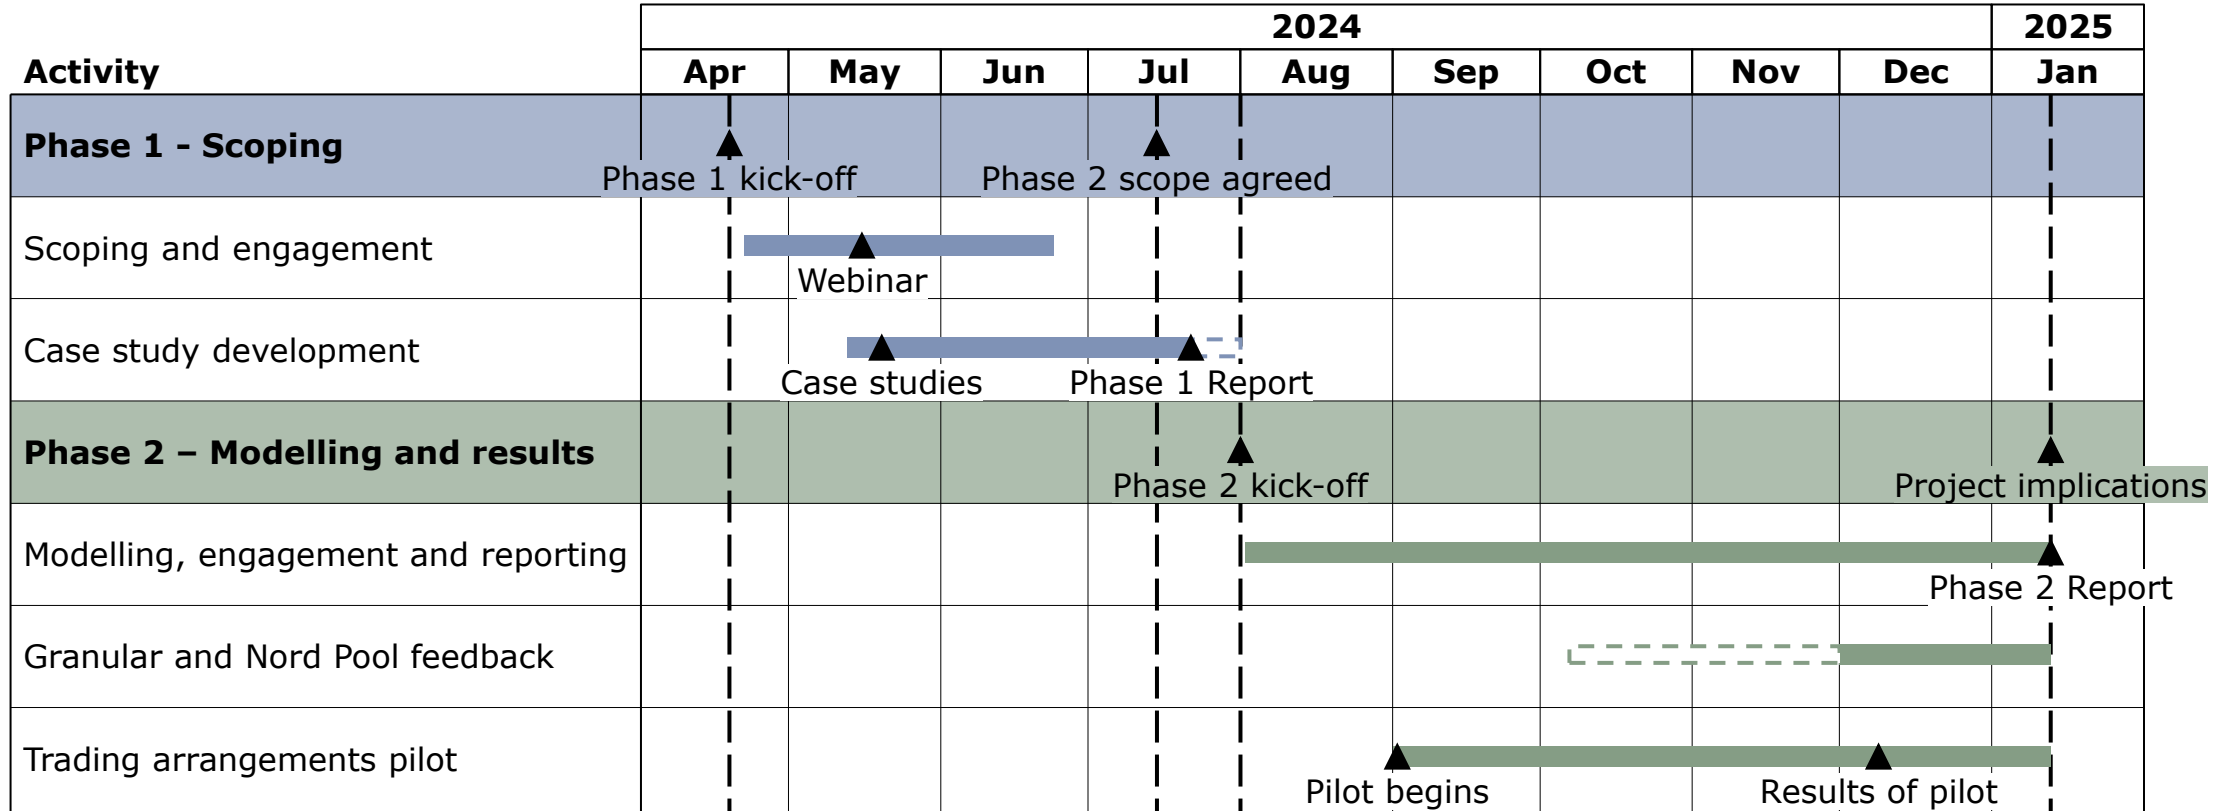 2024 2025
Activity Apr May Jun Jul Aug Sep Oct Nov Dec Jan
Phase 1 - Scoping
Phase 1 kick-off Phase 2 scope agreed
Scoping and engagement
Webinar
Case study development
Case studies Phase 1 Report
Phase 2 – Modelling and results
Phase 2 kick-off Project implications
Modelling, engagement and reporting
Phase 2 Report
Granular and Nord Pool feedback
Trading arrangements pilot
Pilot begins Results of pilot